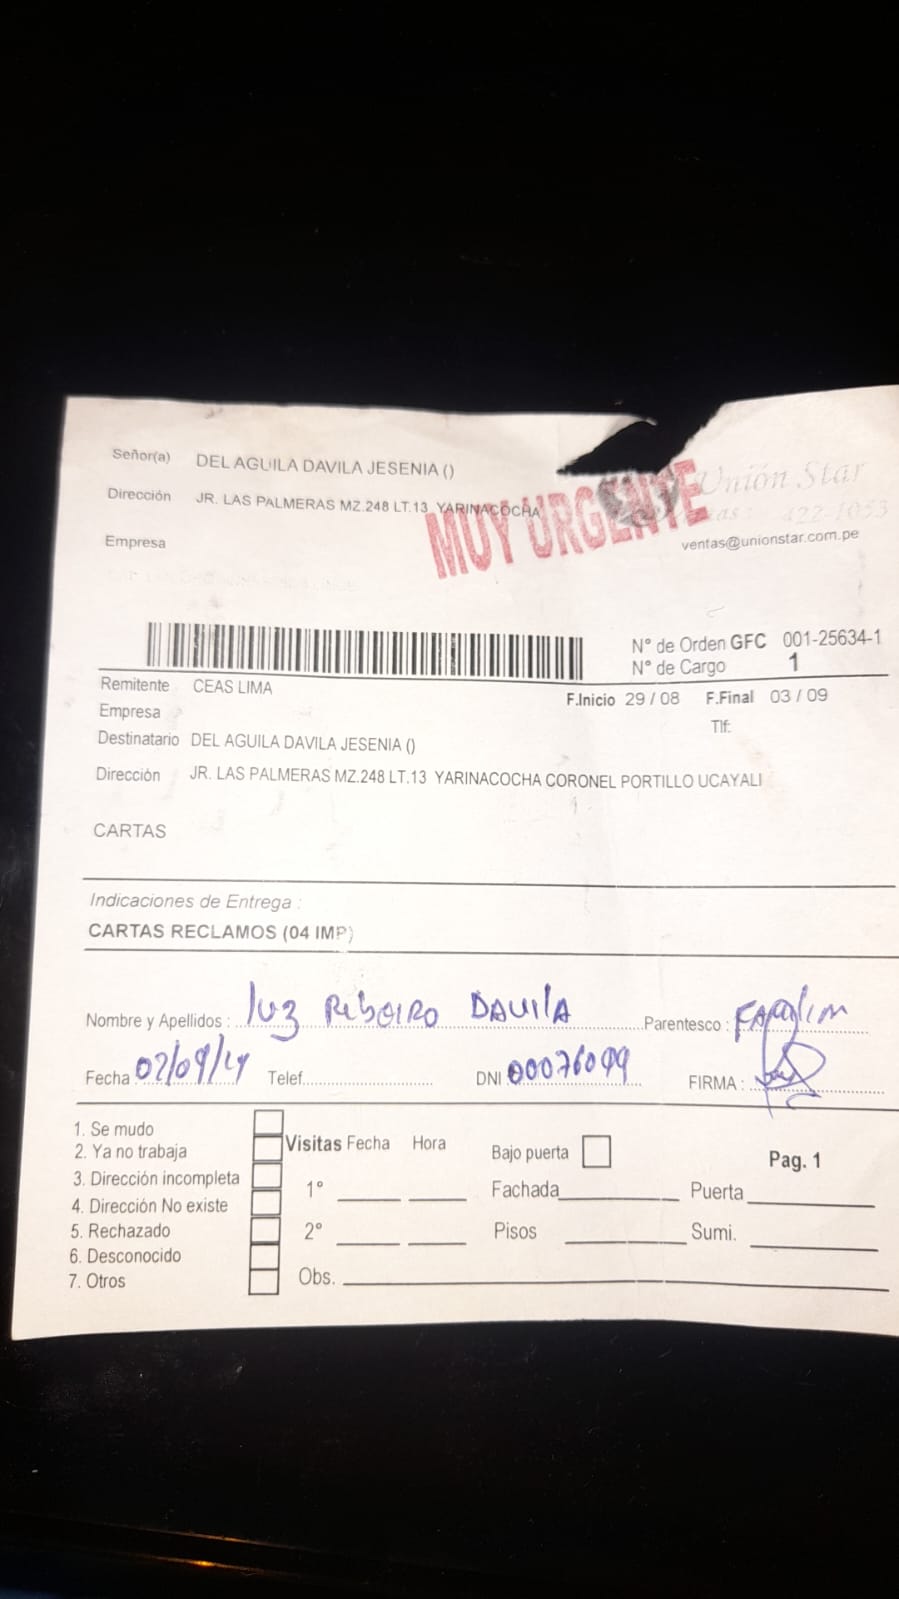 Señor(a) DEL AGUILA DAVILA JESENIA ()
Dirección JR. LAS PALMERAS MZ.248 LT.13 YARINACOCHA
Empresa
MUY URGENTE
Unión Star
422-1053
ventas@unionstar.com.pe
N° de Orden GFC 001-25634-1
N° de Cargo 1
Remitente CEAS LIMA
F.Inicio 29 / 08 F.Final 03 / 09
Empresa
Tlf:
Destinatario DEL AGUILA DAVILA JESENIA ()
Dirección JR. LAS PALMERAS MZ.248 LT.13 YARINACOCHA CORONEL PORTILLO UCAYALI
CARTAS
Indicaciones de Entrega :
CARTAS RECLAMOS (04 IMP)
Nombre y Apellidos : luz Reboiro DAVILA Parentesco :
Fecha 02/09/24 Telef. DNI 00076099 FIRMA :
1. Se mudo
2. Ya no trabaja
3. Dirección incompleta
4. Dirección No existe
5. Rechazado
6. Desconocido
7. Otros
Visitas Fecha Hora Bajo puerta Pag. 1
1° Fachada Puerta
2° Pisos Sumi.
Obs.